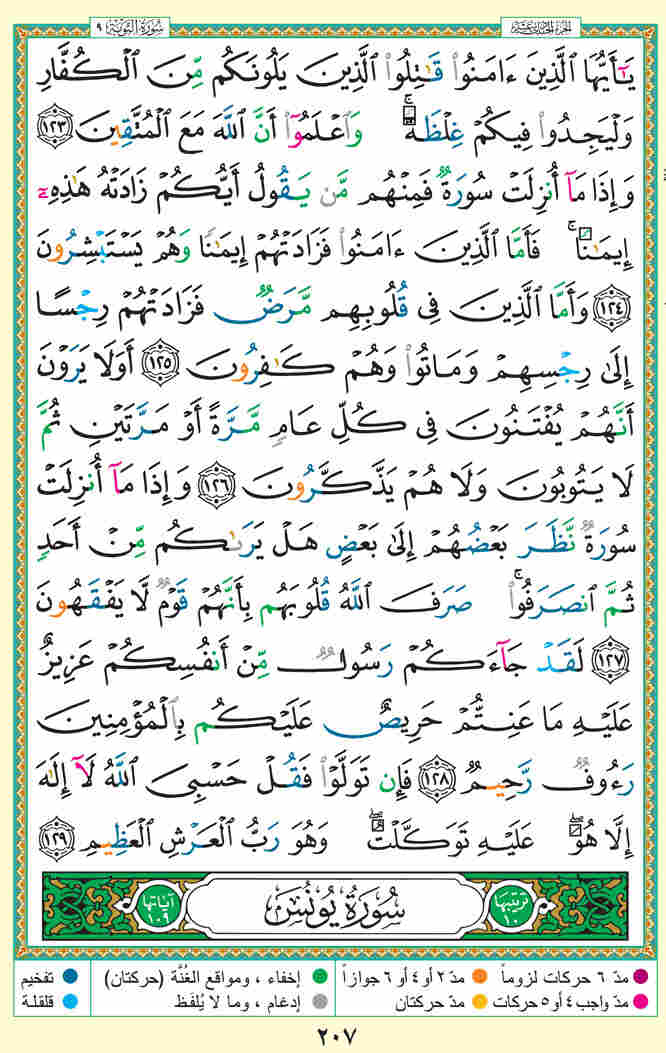 سُورَةُ التَّوْبَةِ ٩
الجزء الحادي عشر
يَـٰٓأَيُّهَا ٱلَّذِينَ ءَامَنُوا۟ قَـٰتِلُوا۟ ٱلَّذِينَ يَلُونَكُم مِّنَ ٱلْكُفَّارِ
وَلْيَجِدُوا۟ فِيكُمْ غِلْظَةً ۚ وَٱعْلَمُوٓا۟ أَنَّ ٱللَّهَ مَعَ ٱلْمُتَّقِينَ ١٢٣
وَإِذَا مَآ أُنزِلَتْ سُورَةٌ فَمِنْهُم مَّن يَقُولُ أَيُّكُمْ زَادَتْهُ هَـٰذِهِۦٓ
إِيمَـٰنًا ۚ فَأَمَّا ٱلَّذِينَ ءَامَنُوا۟ فَزَادَتْهُمْ إِيمَـٰنًا وَهُمْ يَسْتَبْشِرُونَ
١٢٤ وَأَمَّا ٱلَّذِينَ فِى قُلُوبِهِم مَّرَضٌ فَزَادَتْهُمْ رِجْسًا
إِلَىٰ رِجْسِهِمْ وَمَاتُوا۟ وَهُمْ كَـٰفِرُونَ ١٢٥ أَوَلَا يَرَوْنَ
أَنَّهُمْ يُفْتَنُونَ فِى كُلِّ عَامٍ مَّرَّةً أَوْ مَرَّتَيْنِ ثُمَّ
لَا يَتُوبُونَ وَلَا هُمْ يَذَّكَّرُونَ ١٢٦ وَإِذَا مَآ أُنزِلَتْ
سُورَةٌ نَّظَرَ بَعْضُهُمْ إِلَىٰ بَعْضٍ هَلْ يَرَىٰكُم مِّنْ أَحَدٍ
ثُمَّ ٱنصَرَفُوا۟ ۚ صَرَفَ ٱللَّهُ قُلُوبَهُم بِأَنَّهُمْ قَوْمٌ لَّا يَفْقَهُونَ
١٢٧ لَقَدْ جَآءَكُمْ رَسُولٌ مِّنْ أَنفُسِكُمْ عَزِيزٌ
عَلَيْهِ مَا عَنِتُّمْ حَرِيصٌ عَلَيْكُم بِٱلْمُؤْمِنِينَ
رَءُوفٌ رَّحِيمٌ ١٢٨ فَإِن تَوَلَّوْا۟ فَقُلْ حَسْبِىَ ٱللَّهُ لَآ إِلَـٰهَ
إِلَّا هُوَ ۖ عَلَيْهِ تَوَكَّلْتُ ۖ وَهُوَ رَبُّ ٱلْعَرْشِ ٱلْعَظِيمِ ١٢٩
ترتيبها ١٠
سُورَةُ يُونُسَ
آياتها ١٠٩
مدّ ٦ حركات لزوماً مدّ ٢ أو ٤ أو ٦ جوازاً إخفاء ، ومواقع الغُنَّة (حركتان) تفخيم
مدّ واجب ٤ أو ٥ حركات مدّ حركتان إدغام ، وما لا يُلفَظ قلقلة
٢٠٧